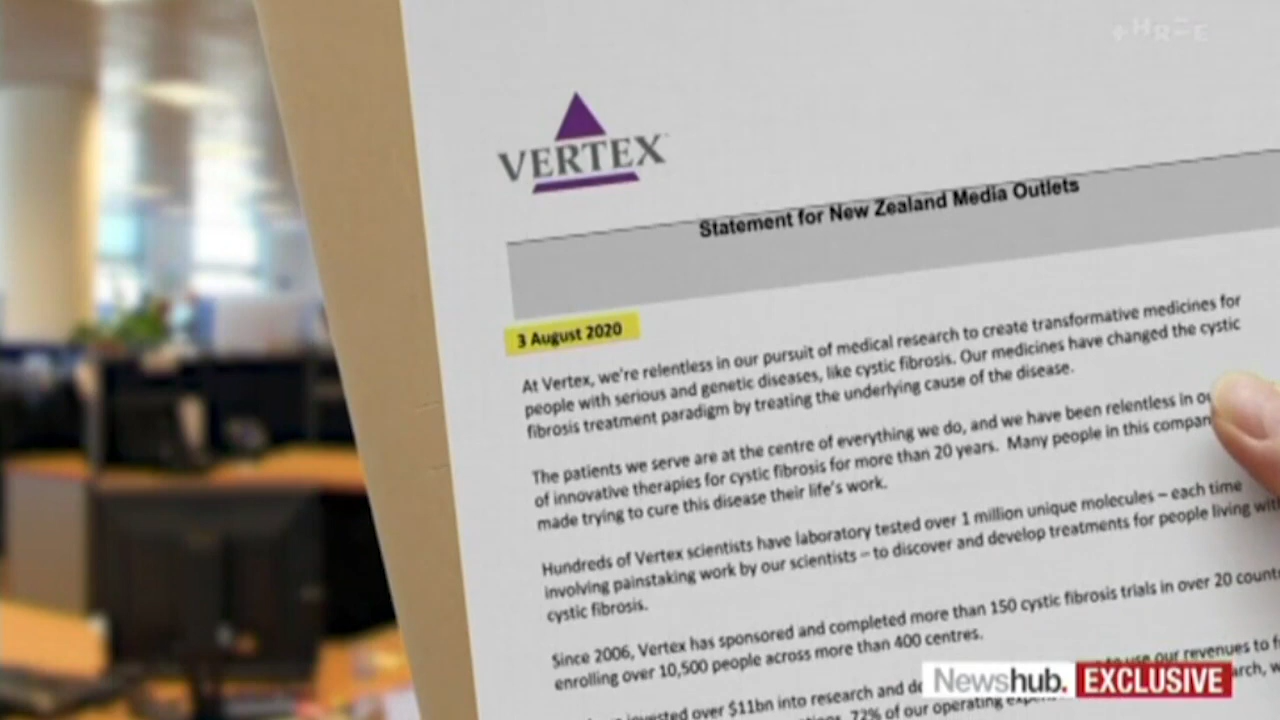 THREE
VERTEX
Statement for New Zealand Media Outlets
3 August 2020
At Vertex, we're relentless in our pursuit of medical research to create transformative medicines for
people with serious and genetic diseases, like cystic fibrosis. Our medicines have changed the cystic
fibrosis treatment paradigm by treating the underlying cause of the disease.
The patients we serve are at the centre of everything we do, and we have been relentless in
of innovative therapies for cystic fibrosis for more than 20 years. Many people in this
made trying to cure this disease their life's work.
Hundreds of Vertex scientists have laboratory tested over 1 million unique molecules – each time
involving painstaking work by our scientists – to discover and develop treatments for people living
cystic fibrosis.
Since 2006, Vertex has sponsored and completed more than 150 cystic fibrosis trials in over 20
enrolling over 10,500 people across more than 400 centres.
invested over $11bn into research and
use our revenues to
72% of our operating
Newshub. EXCLUSIVE